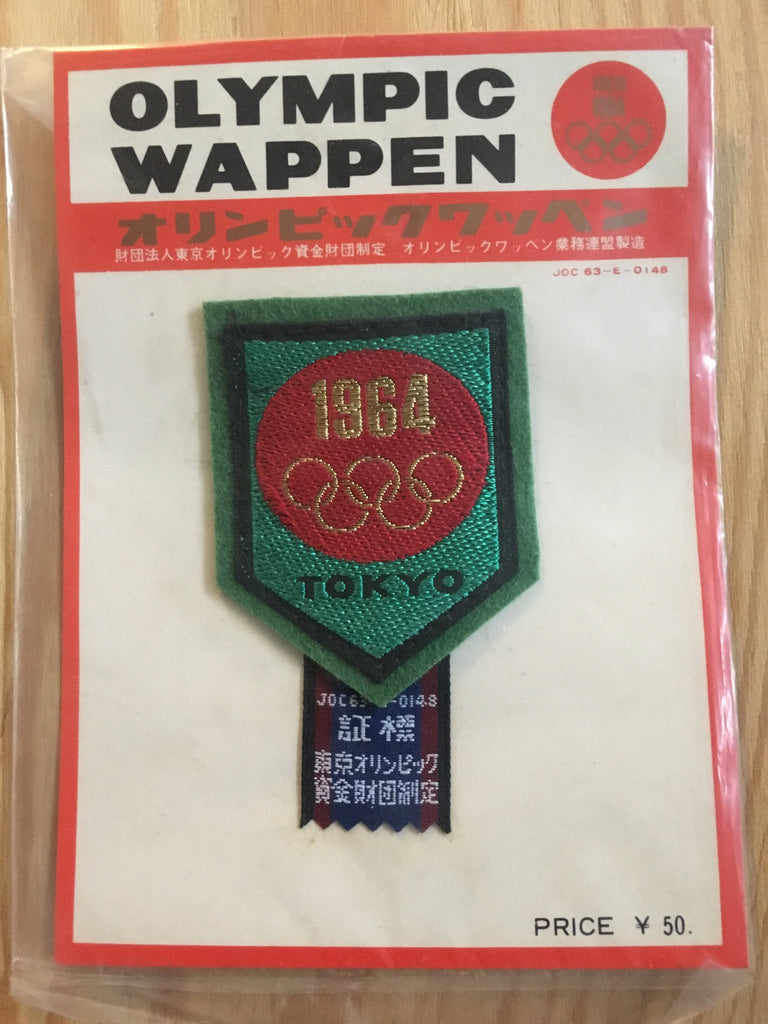 OLYMPIC
WAPPEN
オリンピックワッペン
財団法人東京オリンピック資金財団制定 オリンピックワッペン業務連盟製造
JOC 63-E-0148
1964
TOKYO
JOC63-E-0148
証標
東京オリンピック
資金財団制定
PRICE ¥ 50.